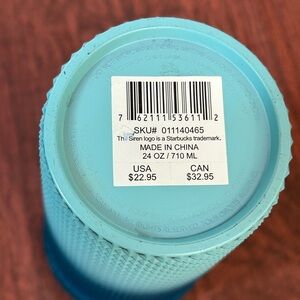 7 62111 53611 2
SKU# 011140465
The Siren logo is a Starbucks trademark.
MADE IN CHINA
24 OZ / 710 ML
USA CAN
$22.95 $32.95